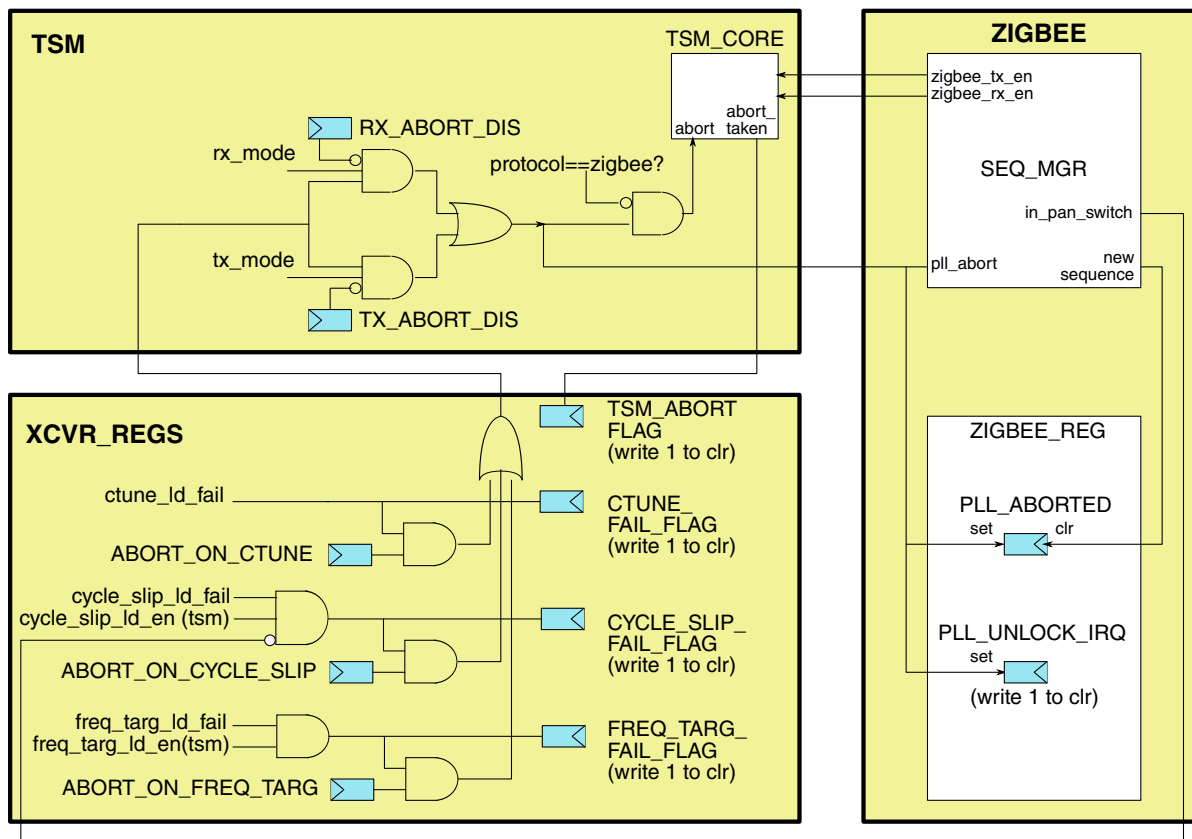 TSM
TSM_CORE
abort
abort_
taken
RX_ABORT_DIS
rx_mode
protocol==zigbee?
tx_mode
TX_ABORT_DIS
ZIGBEE
zigbee_tx_en
zigbee_rx_en
SEQ_MGR
in_pan_switch
pll_abort
new
sequence
XCVR_REGS
TSM_ABORT
FLAG
(write 1 to clr)
ctune_ld_fail
CTUNE_
FAIL_FLAG
(write 1 to clr)
ABORT_ON_CTUNE
cycle_slip_ld_fail
cycle_slip_ld_en (tsm)
CYCLE_SLIP_
FAIL_FLAG
(write 1 to clr)
ABORT_ON_CYCLE_SLIP
freq_targ_ld_fail
freq_targ_ld_en(tsm)
FREQ_TARG_
FAIL_FLAG
(write 1 to clr)
ABORT_ON_FREQ_TARG
ZIGBEE_REG
PLL_ABORTED
set
clr
PLL_UNLOCK_IRQ
set
(write 1 to clr)